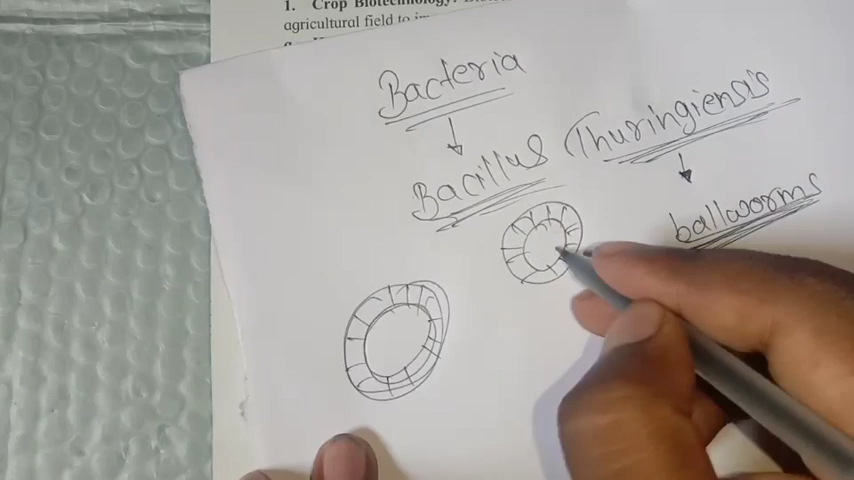 1. Crop Biotechnology:
agricultural field to
Bacteria
Bacillus Thuringiensis
ballworms